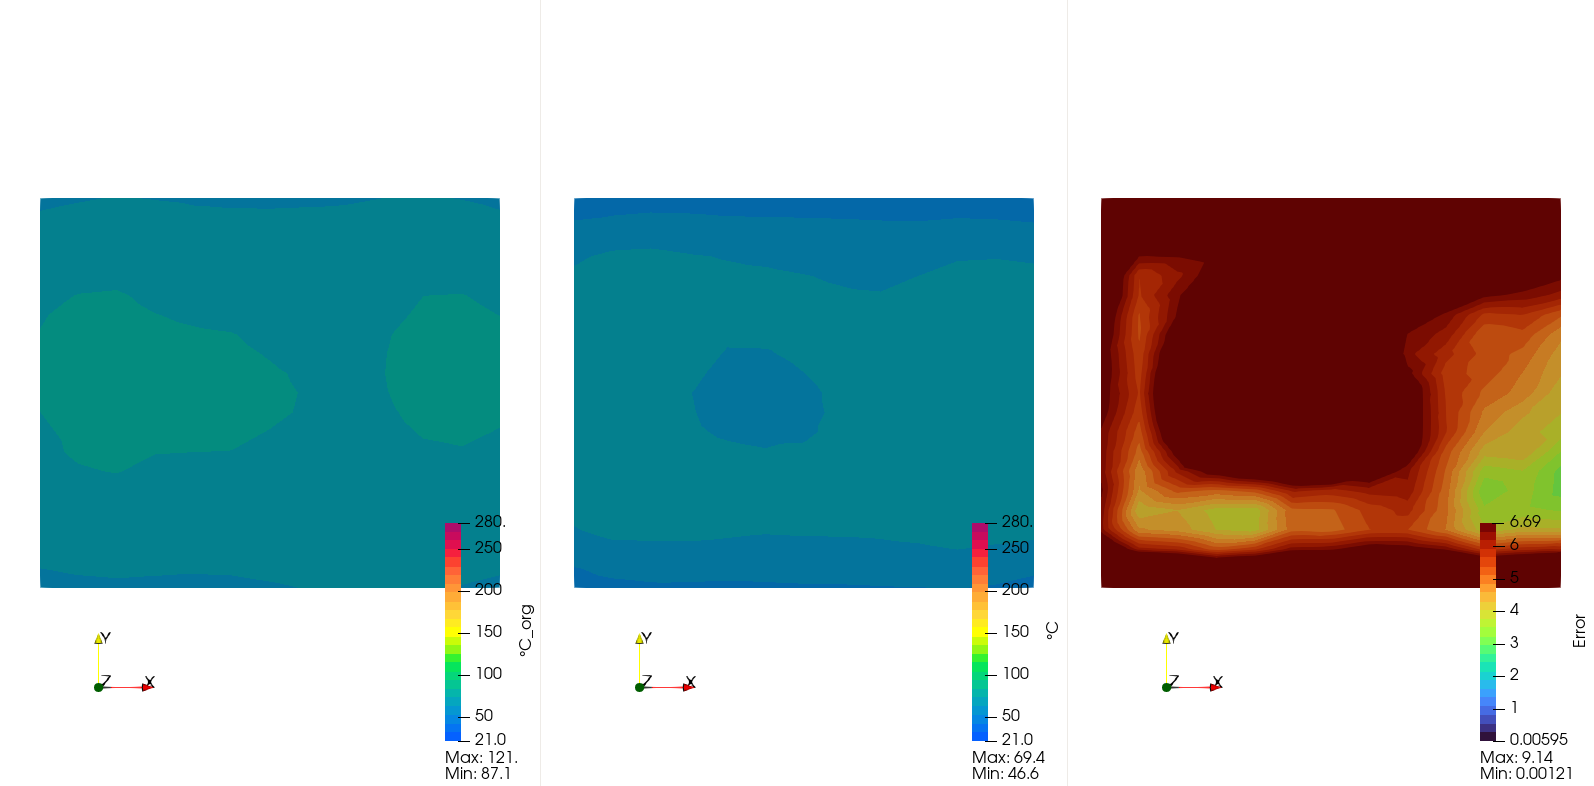 280.
250
200
150
100
50
21.0
°C_org
Max: 121.
Min: 87.1
Y
Z
X
280.
250
200
150
100
50
21.0
°C
Max: 69.4
Min: 46.6
Y
Z
X
6.69
6
5
4
3
2
1
0.00595
Error
Max: 9.14
Min: 0.00121
Y
Z
X